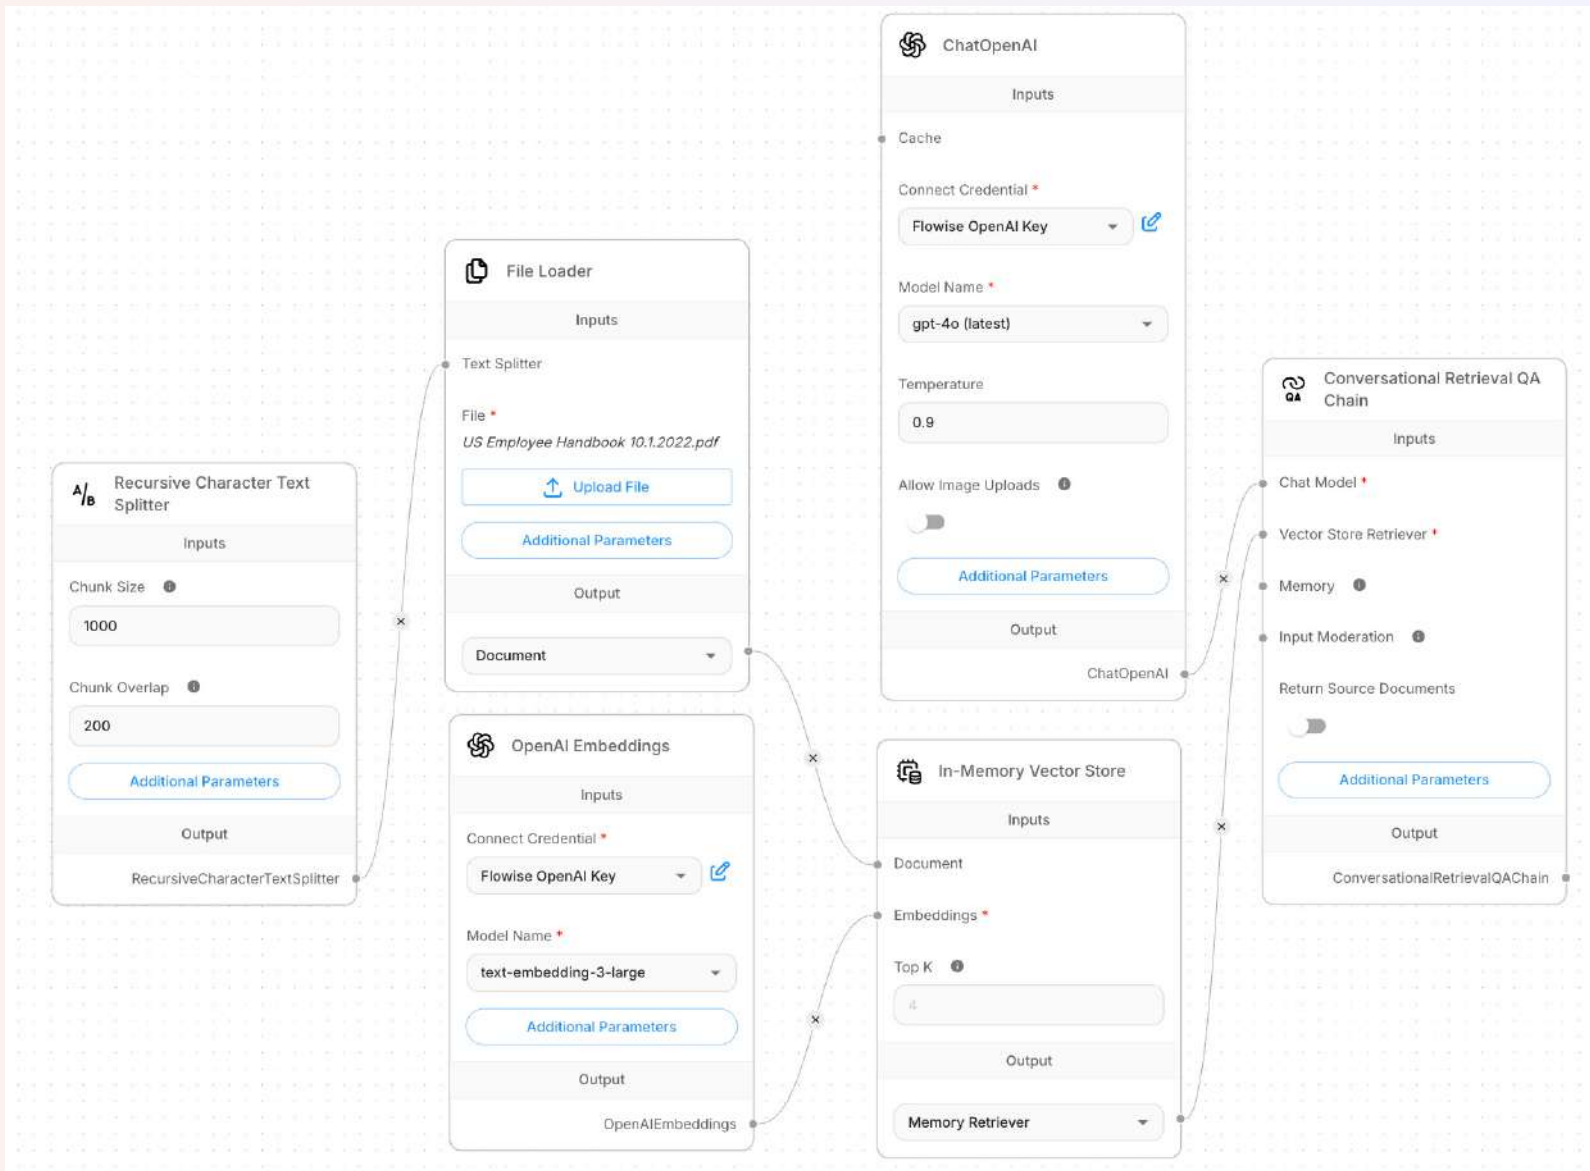 Recursive Character Text
Splitter
Inputs
Chunk Size
1000
Chunk Overlap
200
Additional Parameters
Output
RecursiveCharacterTextSplitter
File Loader
Inputs
Text Splitter
File *
US Employee Handbook 10.1.2022.pdf
Upload File
Additional Parameters
Output
Document
OpenAI Embeddings
Inputs
Connect Credential *
Flowise OpenAI Key
Model Name *
text-embedding-3-large
Additional Parameters
Output
OpenAIEmbeddings
ChatOpenAI
Inputs
Cache
Connect Credential *
Flowise OpenAI Key
Model Name *
gpt-4o (latest)
Temperature
0.9
Allow Image Uploads
Additional Parameters
Output
ChatOpenAI
In-Memory Vector Store
Inputs
Document
Embeddings *
Top K
4
Output
Memory Retriever
Conversational Retrieval QA
Chain
Inputs
Chat Model *
Vector Store Retriever *
Memory
Input Moderation
Return Source Documents
Additional Parameters
Output
ConversationalRetrievalQAChain